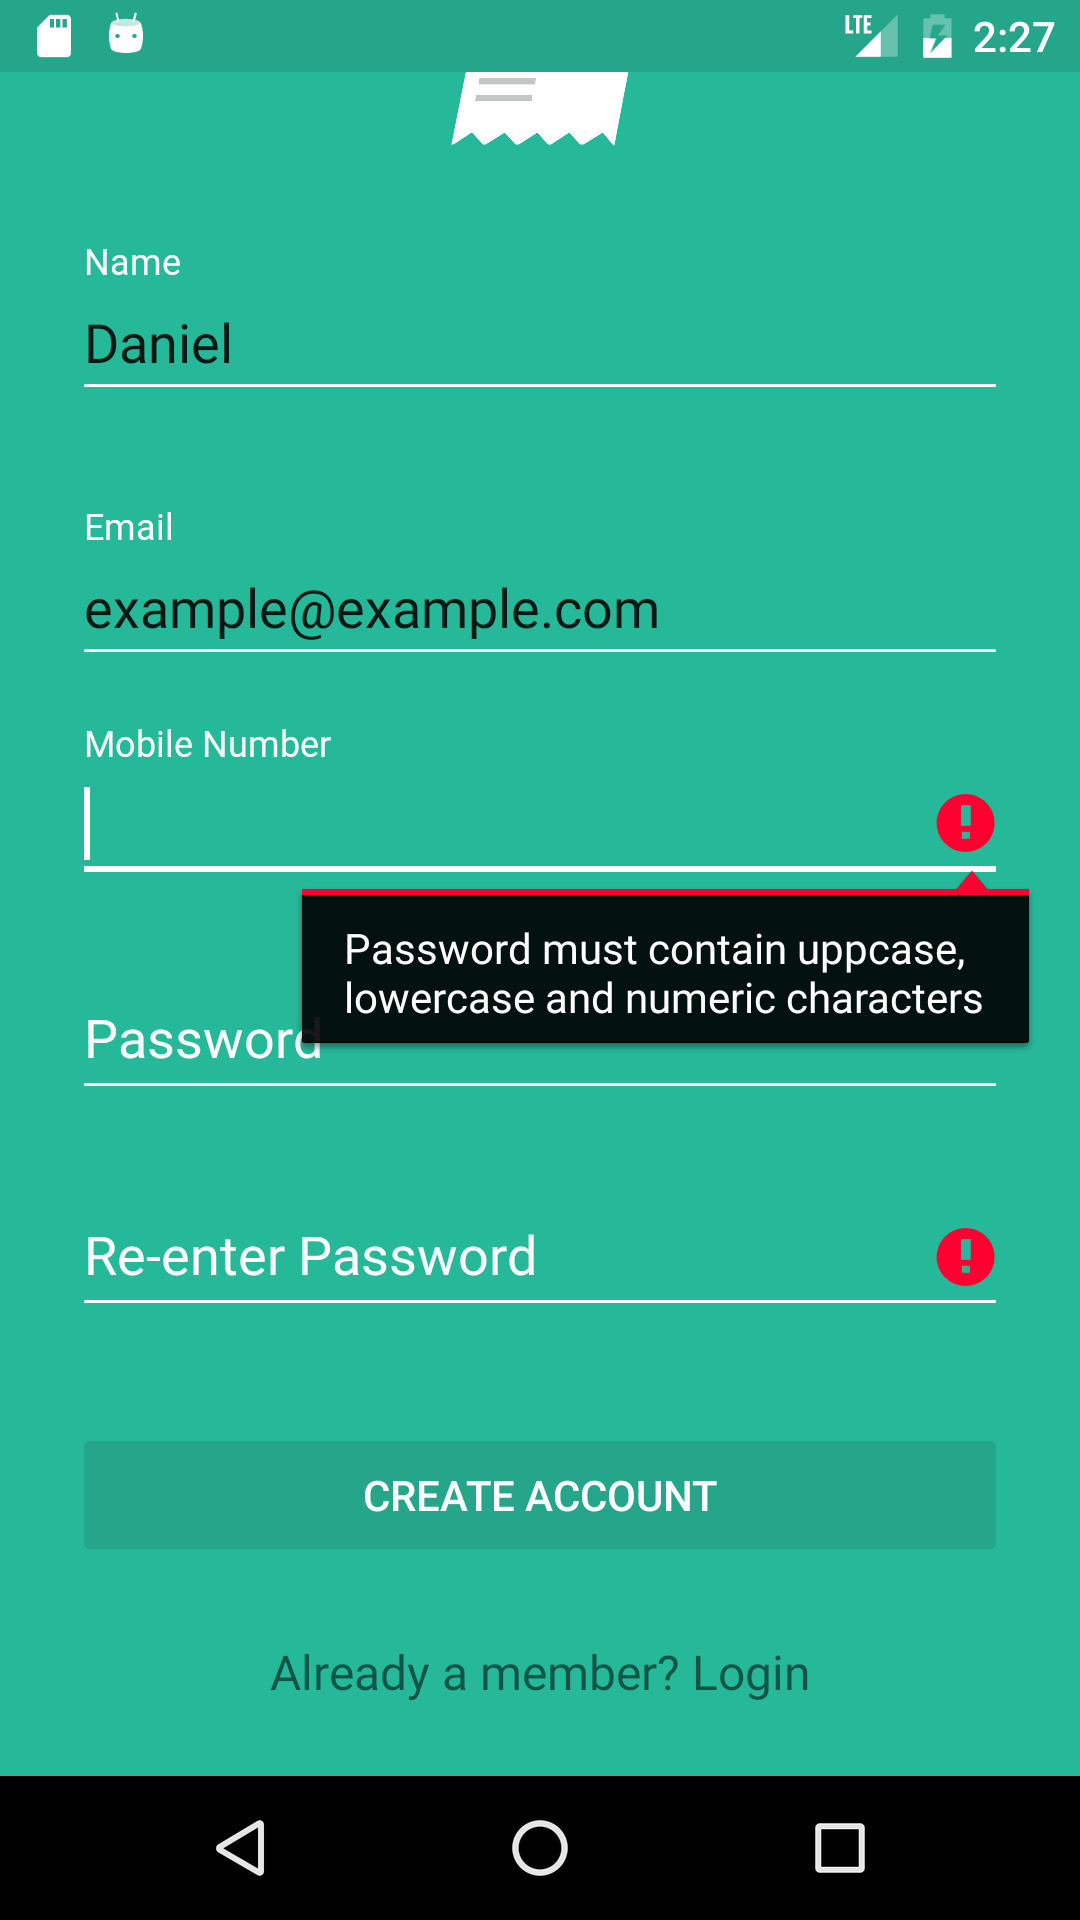 LTE 2:27
Name
Daniel
Email
example@example.com
Mobile Number
Password must contain uppcase,
lowercase and numeric characters
Password
Re-enter Password
CREATE ACCOUNT
Already a member? Login